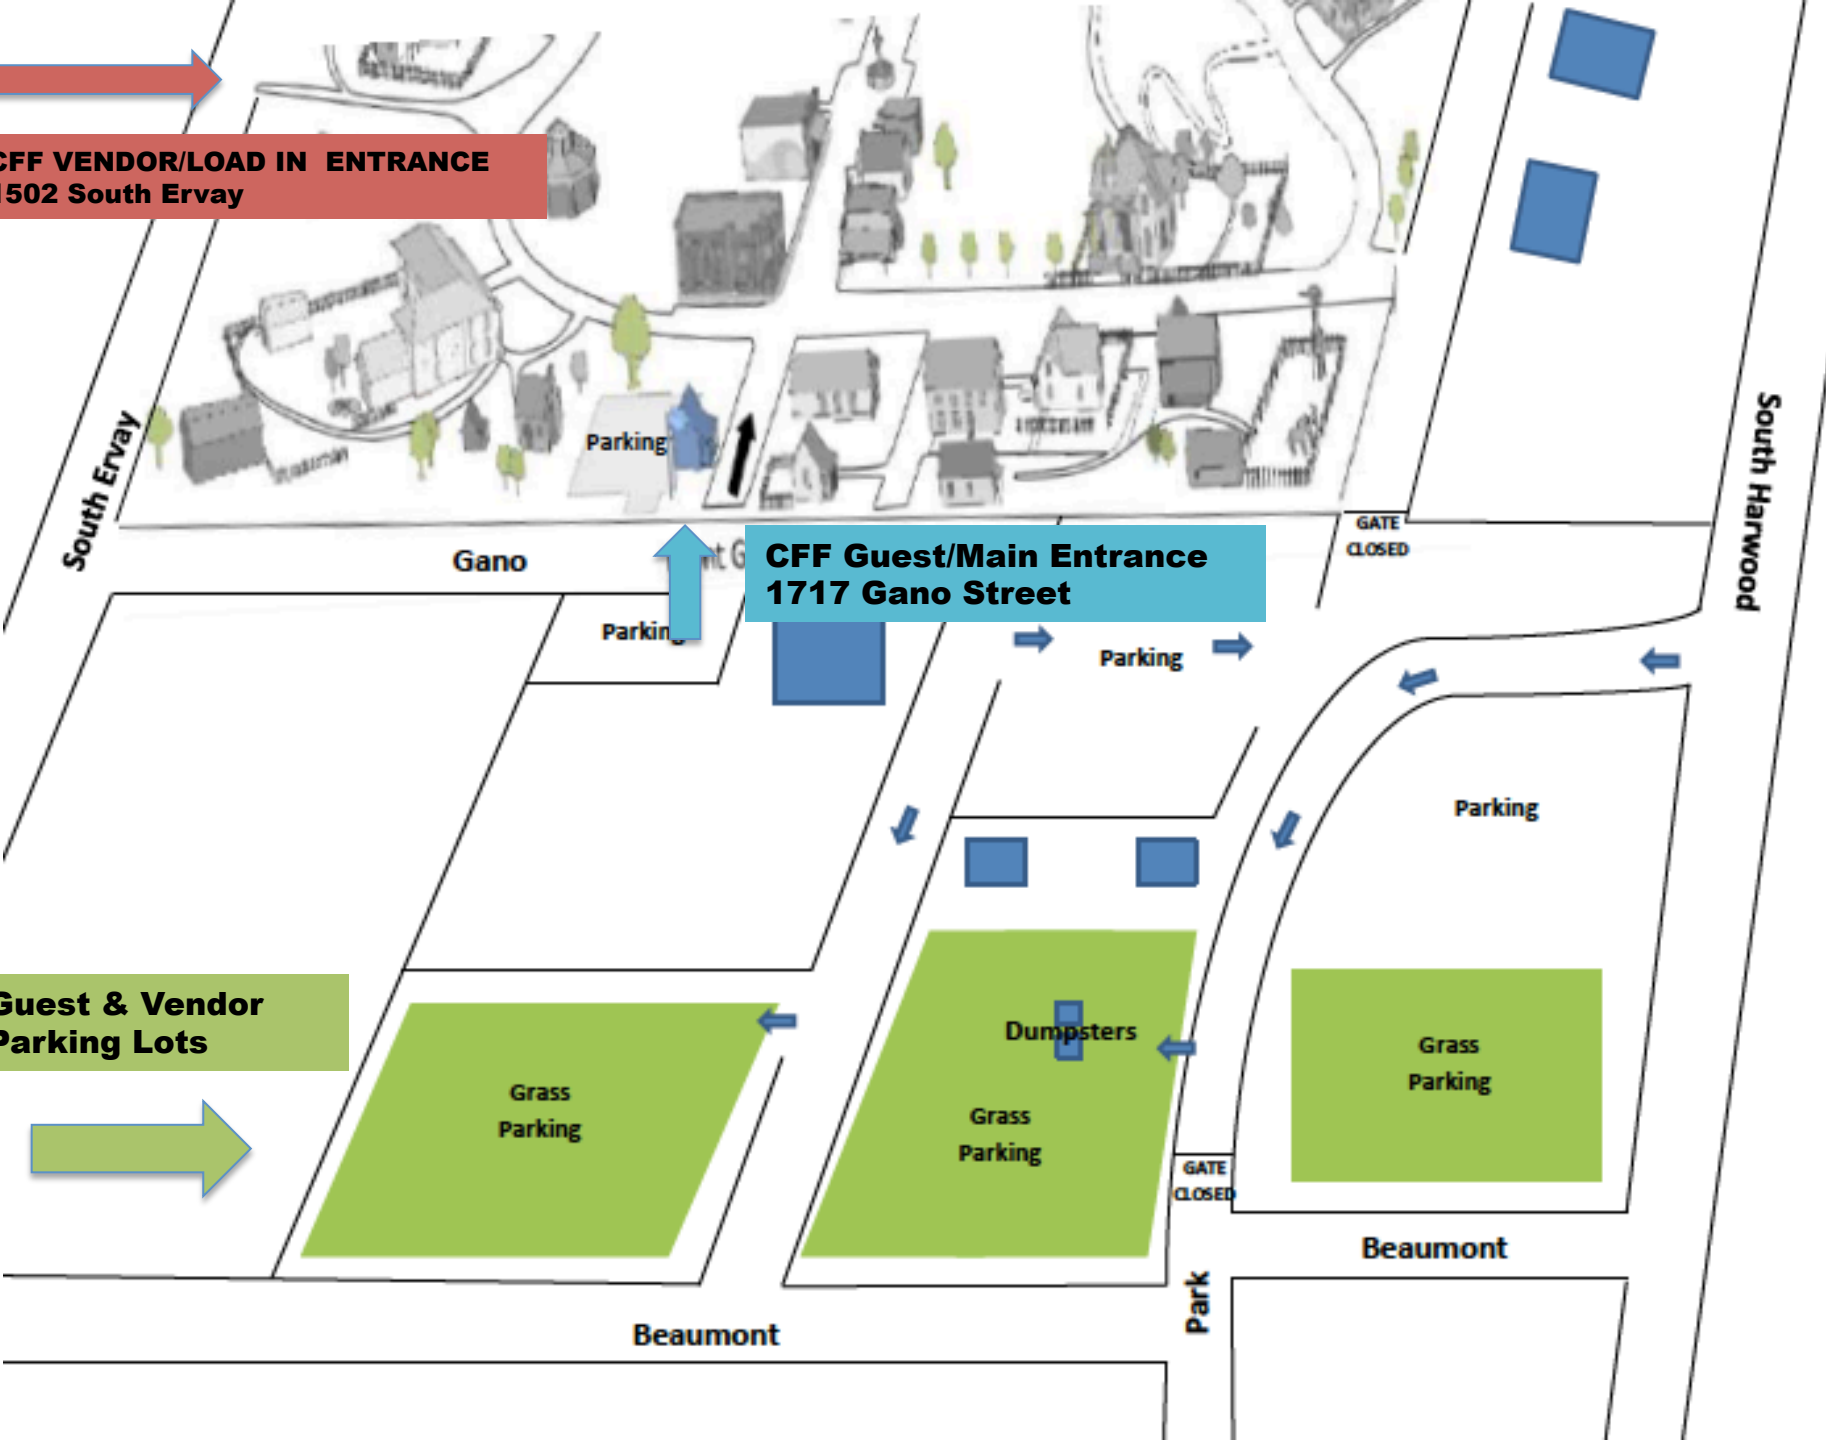 CFF VENDOR/LOAD IN ENTRANCE
1502 South Ervay
Parking
South Ervay
South Harwood
GATE
CLOSED
Gano
CFF Guest/Main Entrance
1717 Gano Street
Parking
Parking
Parking
Guest & Vendor
Parking Lots
Dumpsters
Grass
Parking
Grass
Parking
Grass
Parking
GATE
CLOSED
Beaumont
Park
Beaumont